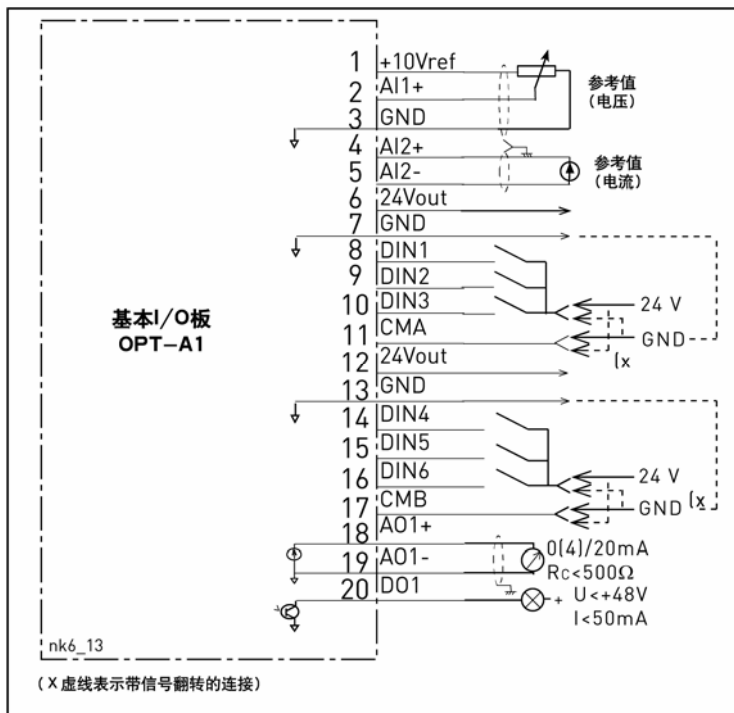 1 +10Vref
2 AI1+
3 GND
参考值
(电压)
4 AI2+
5 AI2-
参考值
(电流)
6 24Vout
7 GND
8 DIN1
9 DIN2
10 DIN3
11 CMA
24 V
GND
(x
12 24Vout
13 GND
14 DIN4
15 DIN5
16 DIN6
17 CMB
24 V
GND (x
18 AO1+
19 AO1-
0(4)/20mA
Rc<500Ω
20 DO1
+ U<+48V
I<50mA
基本I/O板
OPT-A1
nk6_13
(X虚线表示带信号翻转的连接)